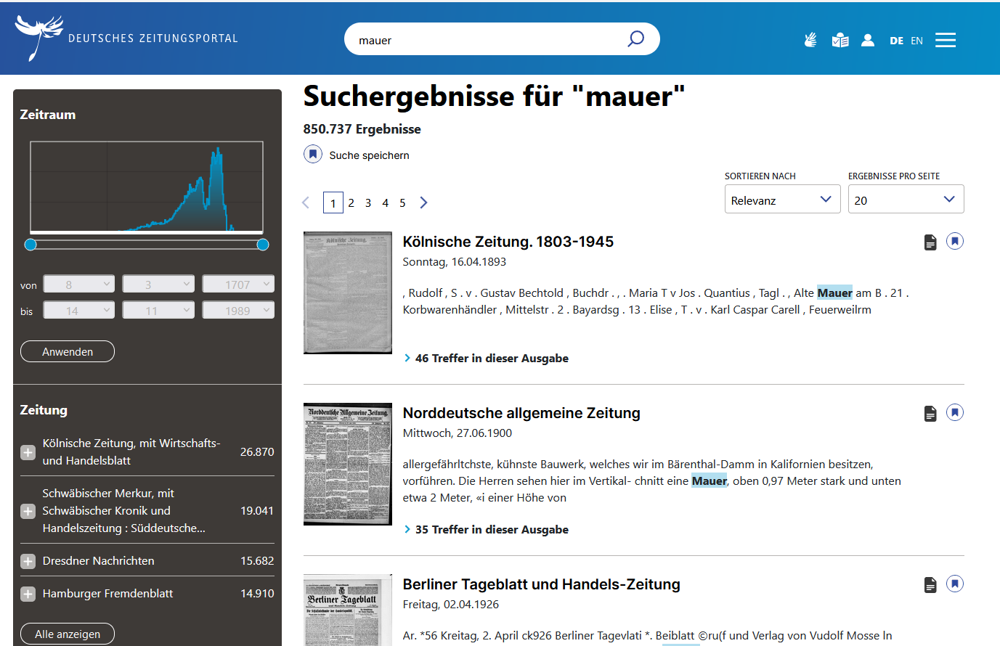 DEUTSCHES ZEITUNGSPORTAL
mauer
DE EN
Zeitraum
von 8 3 1707
bis 14 11 1989
Anwenden
Zeitung
Kölnische Zeitung, mit Wirtschafts-
und Handelsblatt
26.870
Schwäbischer Merkur, mit
Schwäbischer Kronik und
Handelszeitung : Süddeutsche...
19.041
Dresdner Nachrichten 15.682
Hamburger Fremdenblatt 14.910
Alle anzeigen
Suchergebnisse für "mauer"
850.737 Ergebnisse
Suche speichern
SORTIEREN NACH
Relevanz
ERGEBNISSE PRO SEITE
20
1 2 3 4 5
Kölnische Zeitung. 1803-1945
Sonntag, 16.04.1893
, Rudolf , S . v . Gustav Bechtold , Buchdr . , . Maria T v Jos . Quantius , Tagl . , Alte Mauer am B . 21 .
Korbwarenhändler , Mittelstr . 2 . Bayardsg . 13 . Elise , T . v . Karl Caspar Carell , Feuerweilrm
46 Treffer in dieser Ausgabe
Norddeutsche Allgemeine Zeitung.
Norddeutsche allgemeine Zeitung
Mittwoch, 27.06.1900
allergefährltchste, kühnste Bauwerk, welches wir im Bärenthal-Damm in Kalifornien besitzen,
vorführen. Die Herren sehen hier im Vertikal- chnitt eine Mauer, oben 0,97 Meter stark und unten
etwa 2 Meter, «i einer Höhe von
35 Treffer in dieser Ausgabe
Berliner Tageblatt
Berliner Tageblatt und Handels-Zeitung
Freitag, 02.04.1926
Ar. *56 Kreitag, 2. April ck926 Berliner Tagevlati *. Beiblatt ©ru(f und Verlag von Vudolf Mosse ln